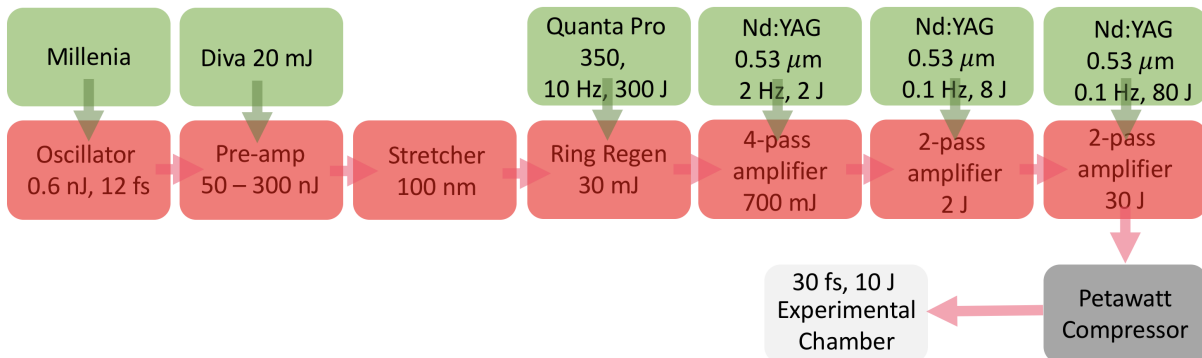 Millenia
Diva 20 mJ
Quanta Pro
350,
10 Hz, 300 J
Nd:YAG
0.53 𝜇m
2 Hz, 2 J
Nd:YAG
0.53 𝜇m
0.1 Hz, 8 J
Nd:YAG
0.53 𝜇m
0.1 Hz, 80 J
Oscillator
0.6 nJ, 12 fs
Pre-amp
50 – 300 nJ
Stretcher
100 nm
Ring Regen
30 mJ
4-pass
amplifier
700 mJ
2-pass
amplifier
2 J
2-pass
amplifier
30 J
30 fs, 10 J
Experimental
Chamber
Petawatt
Compressor